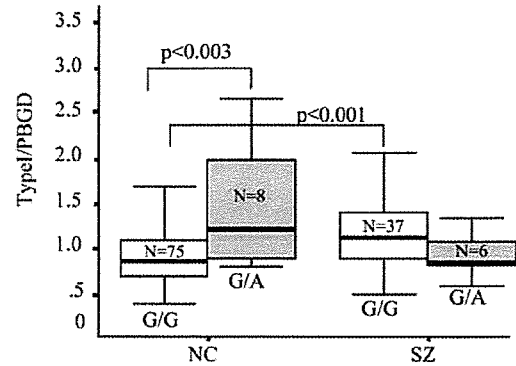 TypeI/PBGD
3.5
3.0
2.5
2.0
1.5
1.0
.5
0
p<0.003
p<0.001
N=75
N=8
N=37
N=6
G/G
G/A
G/G
G/A
NC
SZ